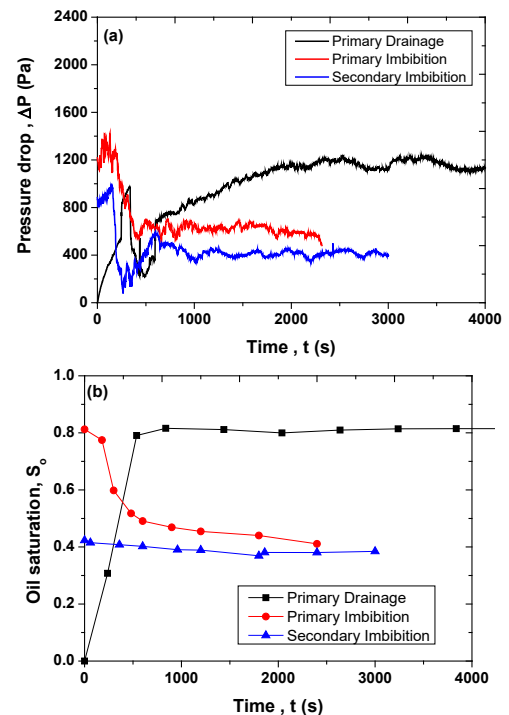 (a)
Primary Drainage
Primary Imbibition
Secondary Imbibition
Pressure drop , ΔP (Pa)
2400
2000
1600
1200
800
400
0
0 1000 2000 3000 4000
Time , t (s)
(b)
Oil saturation, Sₒ
1.0
0.8
0.6
0.4
0.2
0.0
Primary Drainage
Primary Imbibition
Secondary Imbibition
0 1000 2000 3000 4000
Time , t (s)